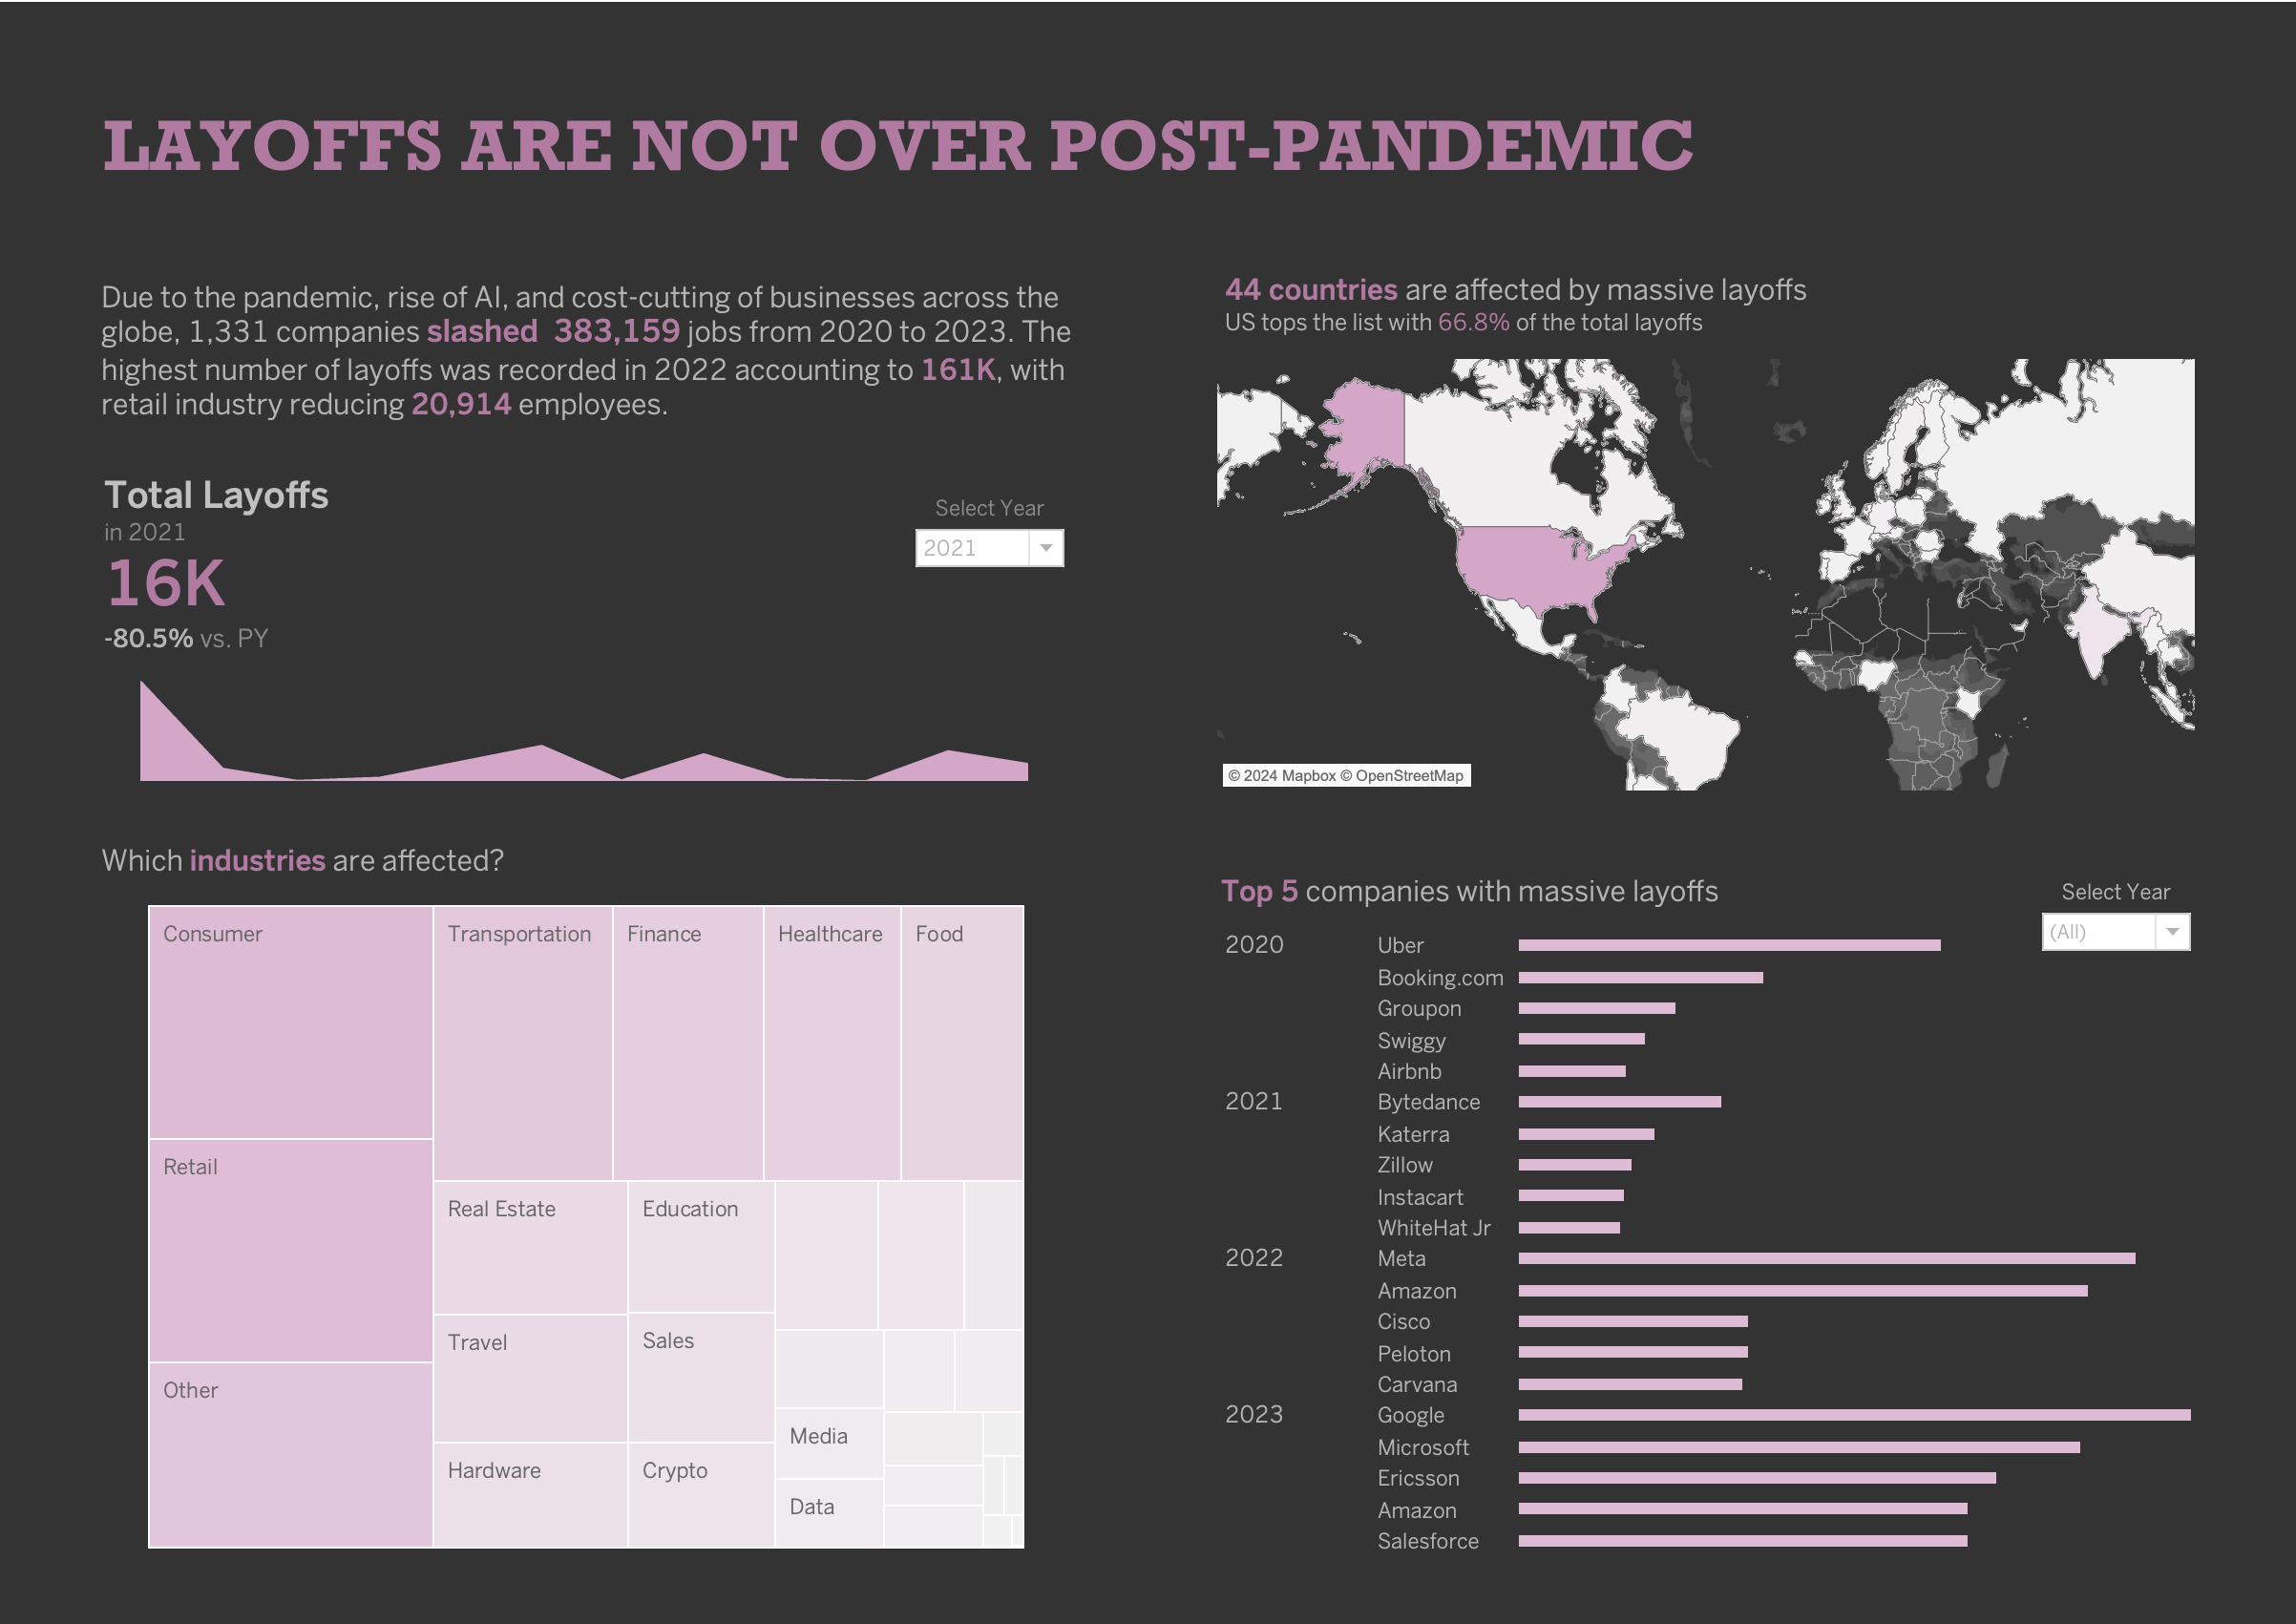 LAYOFFS ARE NOT OVER POST-PANDEMIC
Due to the pandemic, rise of AI, and cost-cutting of businesses across the
globe, 1,331 companies slashed  383,159 jobs from 2020 to 2023. The
highest number of layoffs was recorded in 2022 accounting to 161K, with
retail industry reducing 20,914 employees.
Total Layoffs
in 2021
16K
-80.5% vs. PY
Select Year
2021
44 countries are affected by massive layoffs
US tops the list with 66.8% of the total layoffs
© 2024 Mapbox © OpenStreetMap
Which industries are affected?
Consumer
Transportation
Finance
Healthcare
Food
Retail
Real Estate
Education
Travel
Sales
Other
Media
Hardware
Crypto
Data
Top 5 companies with massive layoffs
Select Year
(All)
2020 Uber
Booking.com
Groupon
Swiggy
Airbnb
2021 Bytedance
Katerra
Zillow
Instacart
WhiteHat Jr
2022 Meta
Amazon
Cisco
Peloton
Carvana
2023 Google
Microsoft
Ericsson
Amazon
Salesforce